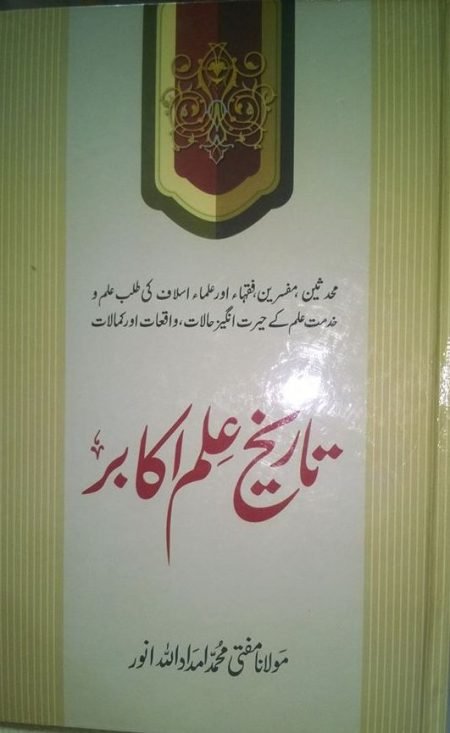 محدثین، مفسرین، فقہاء اور علماء اسلاف کی طلب علم و
خدمت علم کے حیرت انگیز حالات، واقعات اور کمالات
تاریخ علم اکابر
مولانا مفتی محمد امداد اللہ انور